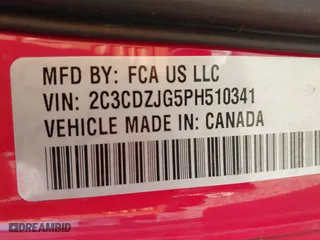 MFD BY: FCA US LLC
VIN: 2C3CDZJG5PH510341
VEHICLE MADE IN: CANADA
DREAMBID